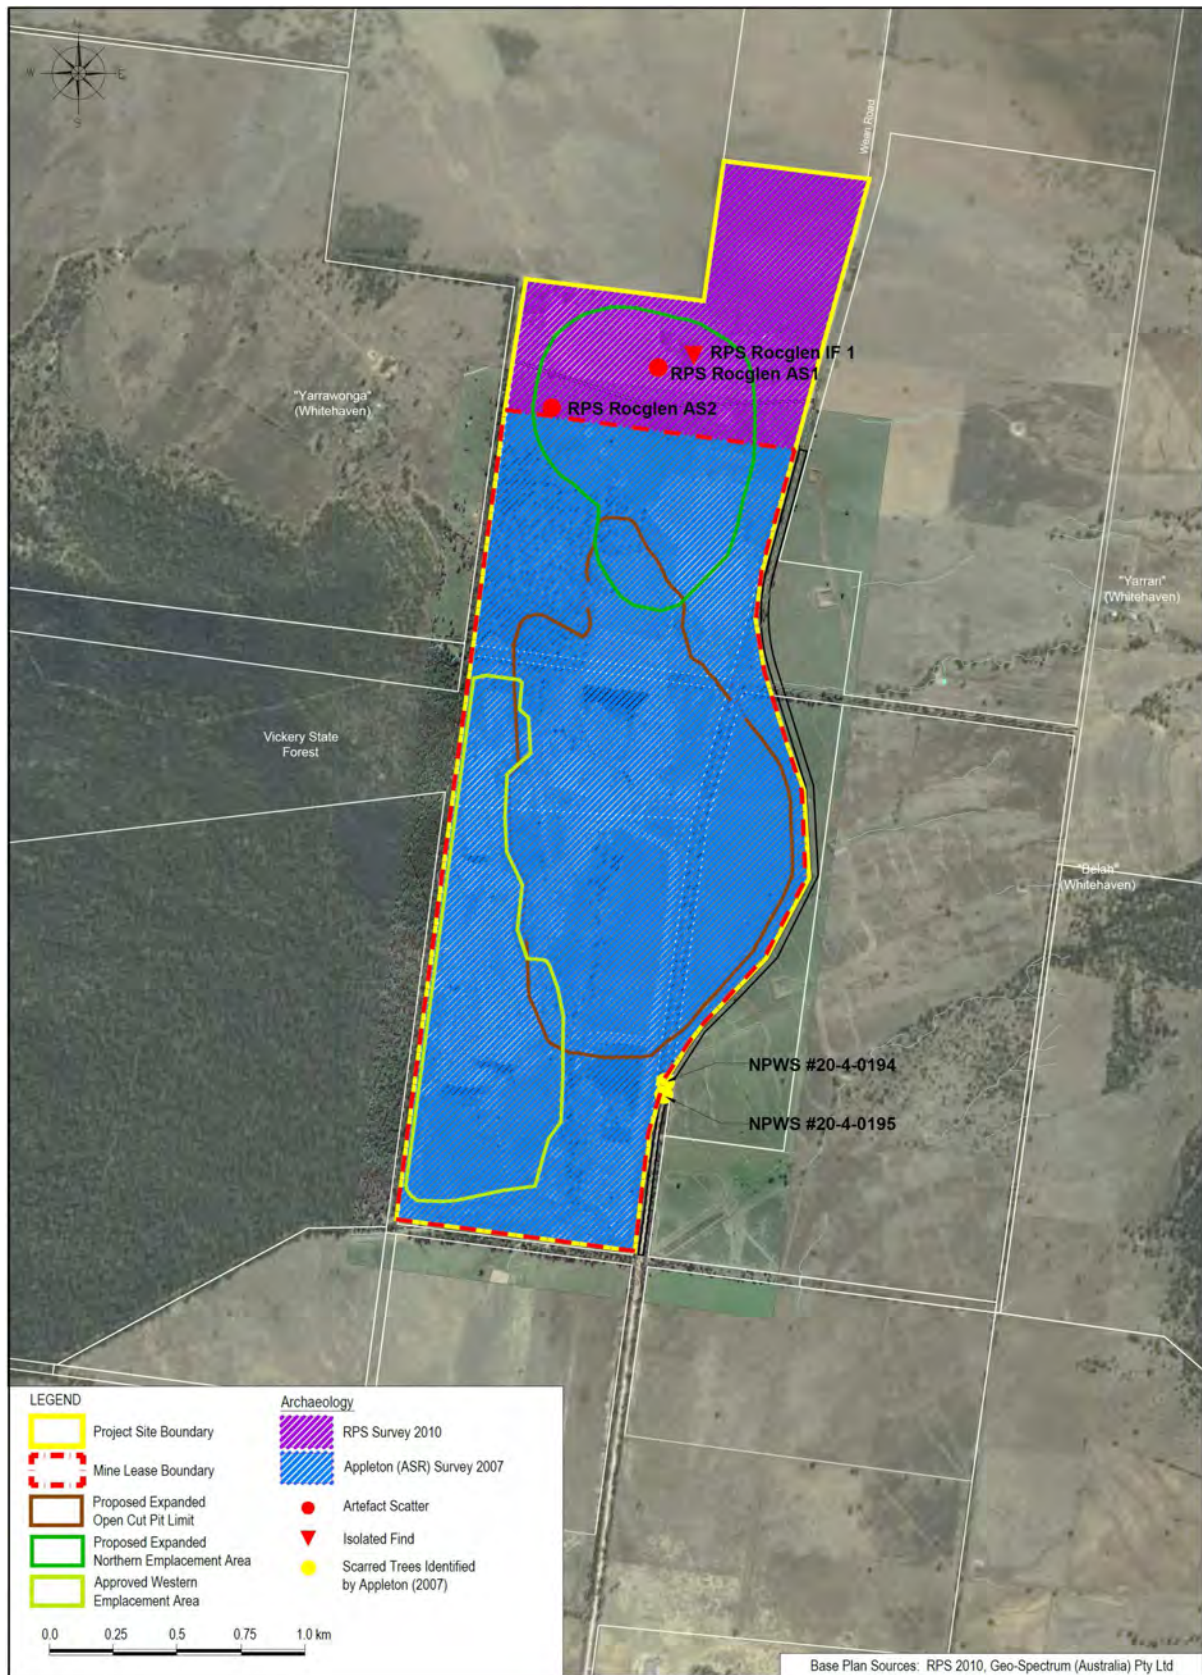 N
W
E
S
Wean Road
RPS Rocglen IF 1
RPS Rocglen AS1
RPS Rocglen AS2
"Yarrawonga"
(Whitehaven)
"Yarrari"
(Whitehaven)
Vickery State
Forest
"Belah"
(Whitehaven)
NPWS #20-4-0194
NPWS #20-4-0195
LEGEND
Project Site Boundary
Mine Lease Boundary
Proposed Expanded
Open Cut Pit Limit
Proposed Expanded
Northern Emplacement Area
Approved Western
Emplacement Area
Archaeology
RPS Survey 2010
Appleton (ASR) Survey 2007
Artefact Scatter
Isolated Find
Scarred Trees Identified
by Appleton (2007)
0.0 0.25 0.5 0.75 1.0 km
Base Plan Sources: RPS 2010, Geo-Spectrum (Australia) Pty Ltd